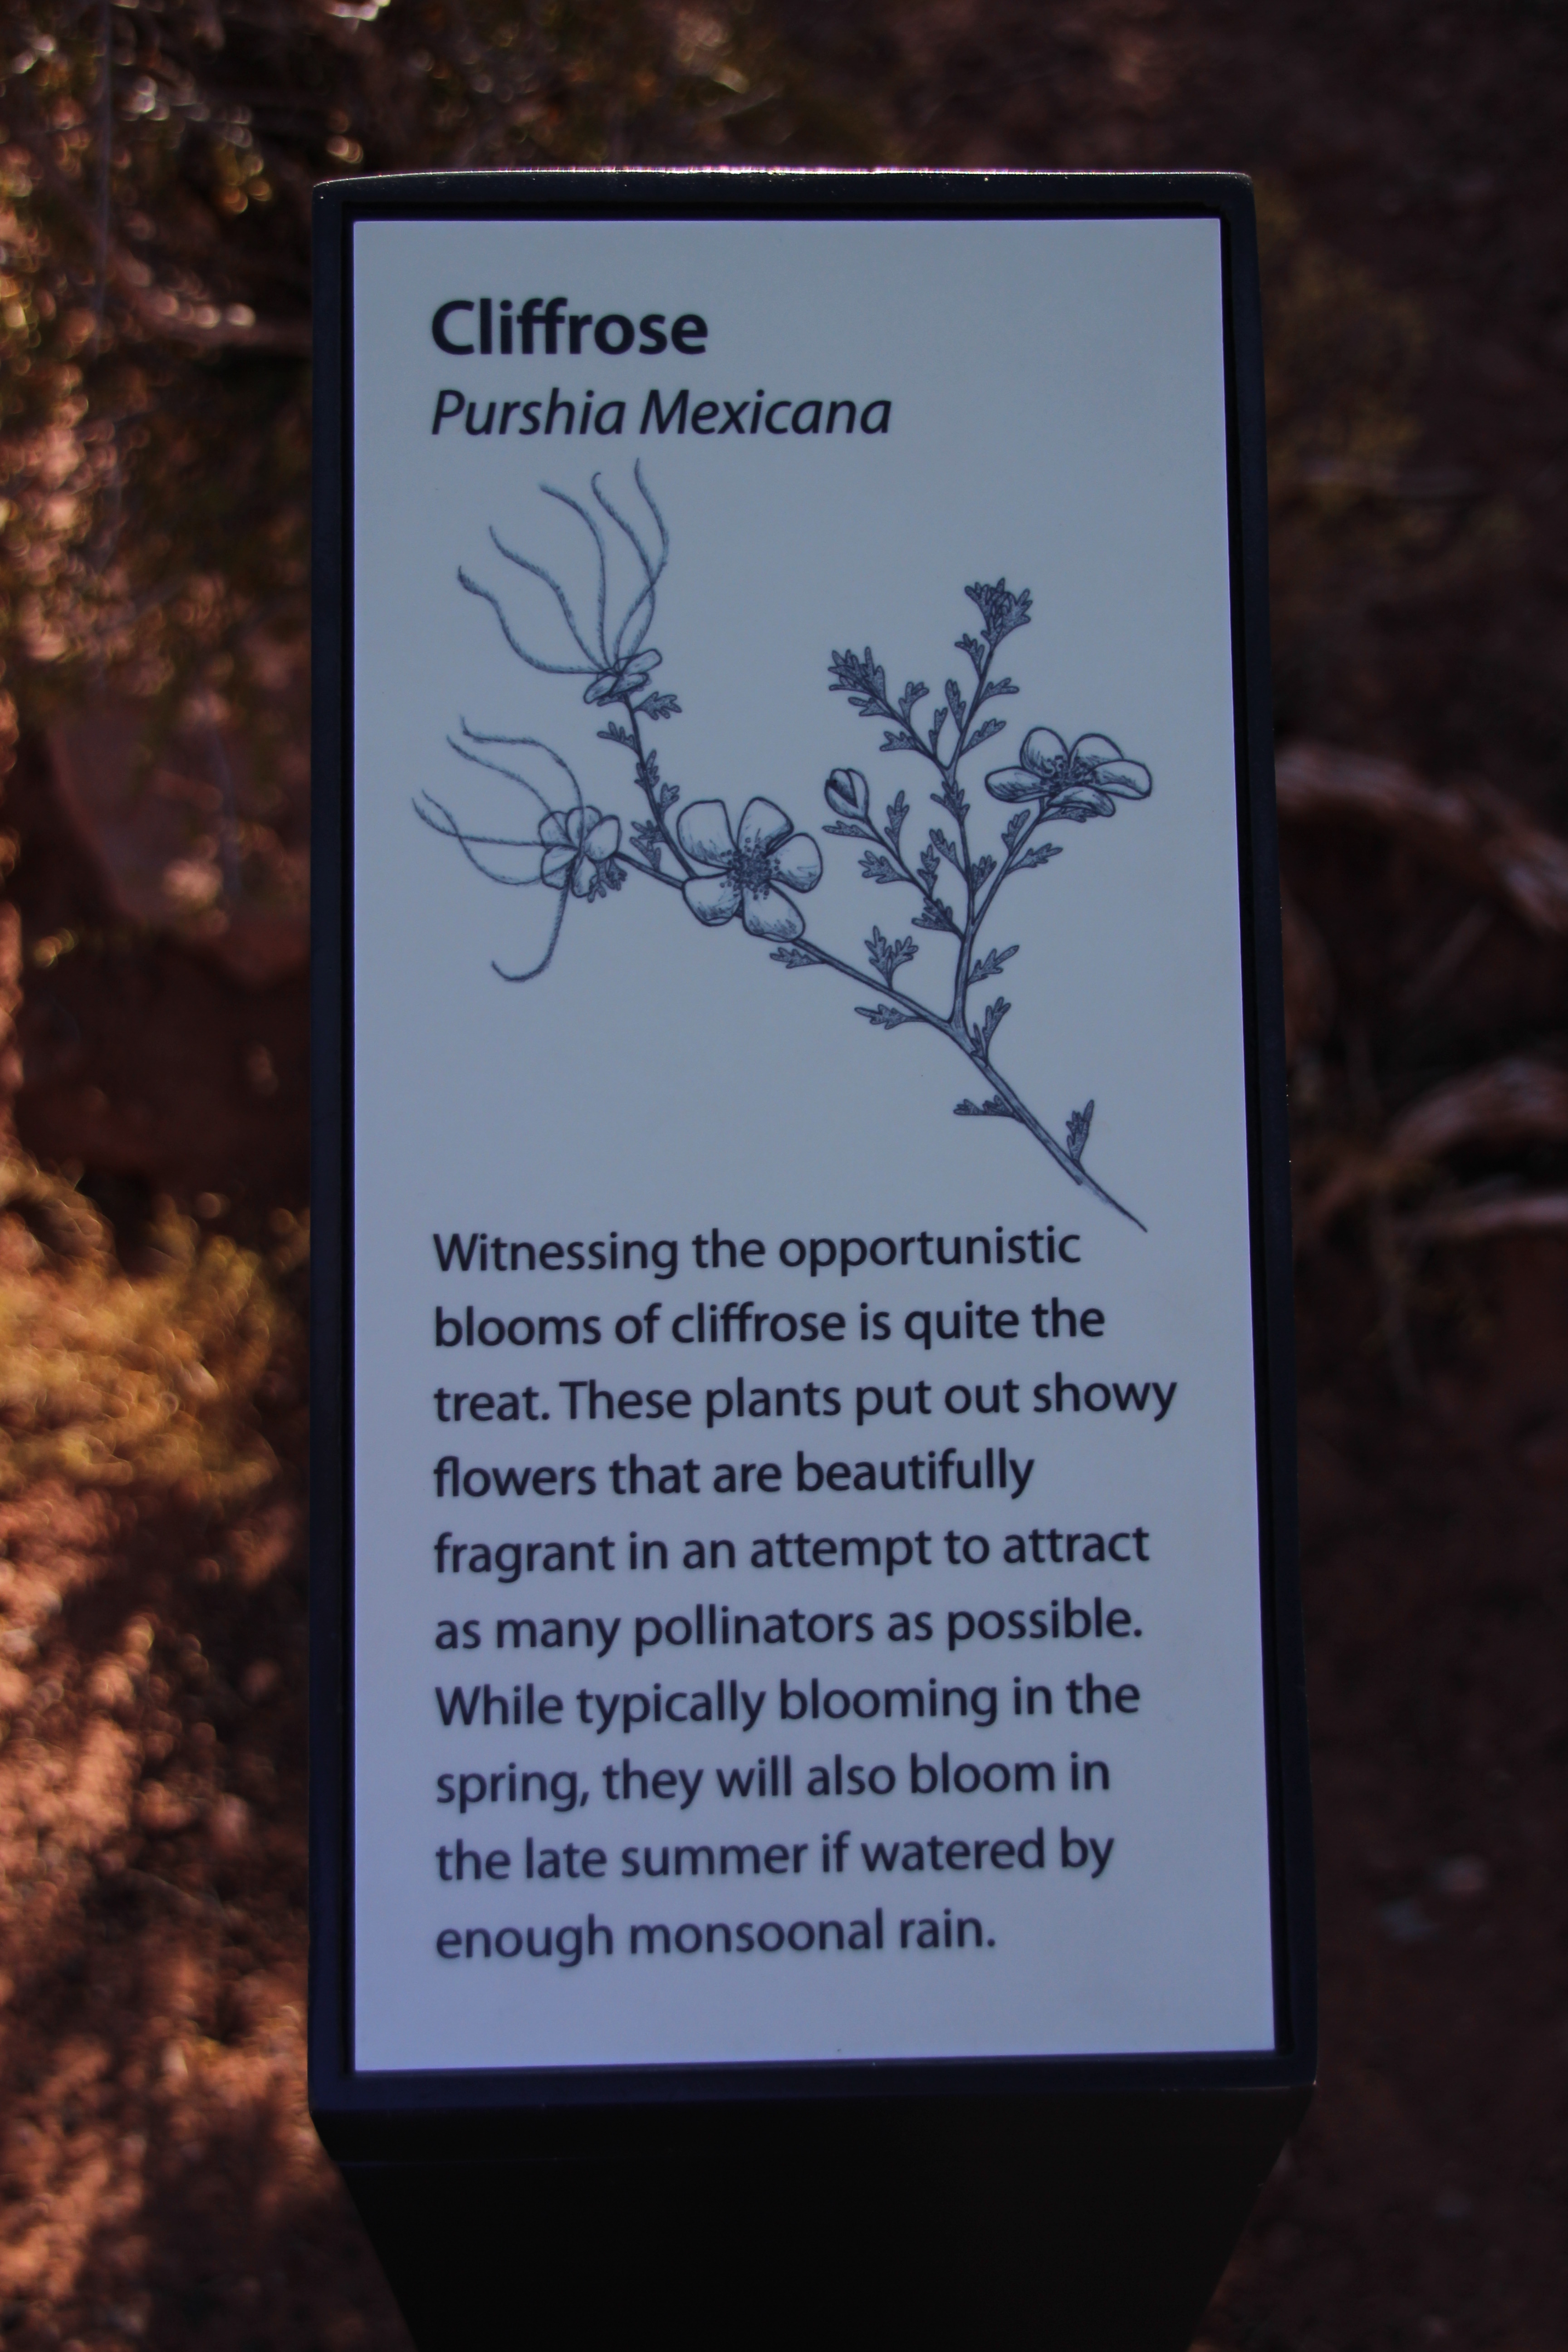 Cliffrose
Purshia Mexicana
Witnessing the opportunistic
blooms of cliffrose is quite the
treat. These plants put out showy
flowers that are beautifully
fragrant in an attempt to attract
as many pollinators as possible.
While typically blooming in the
spring, they will also bloom in
the late summer if watered by
enough monsoonal rain.